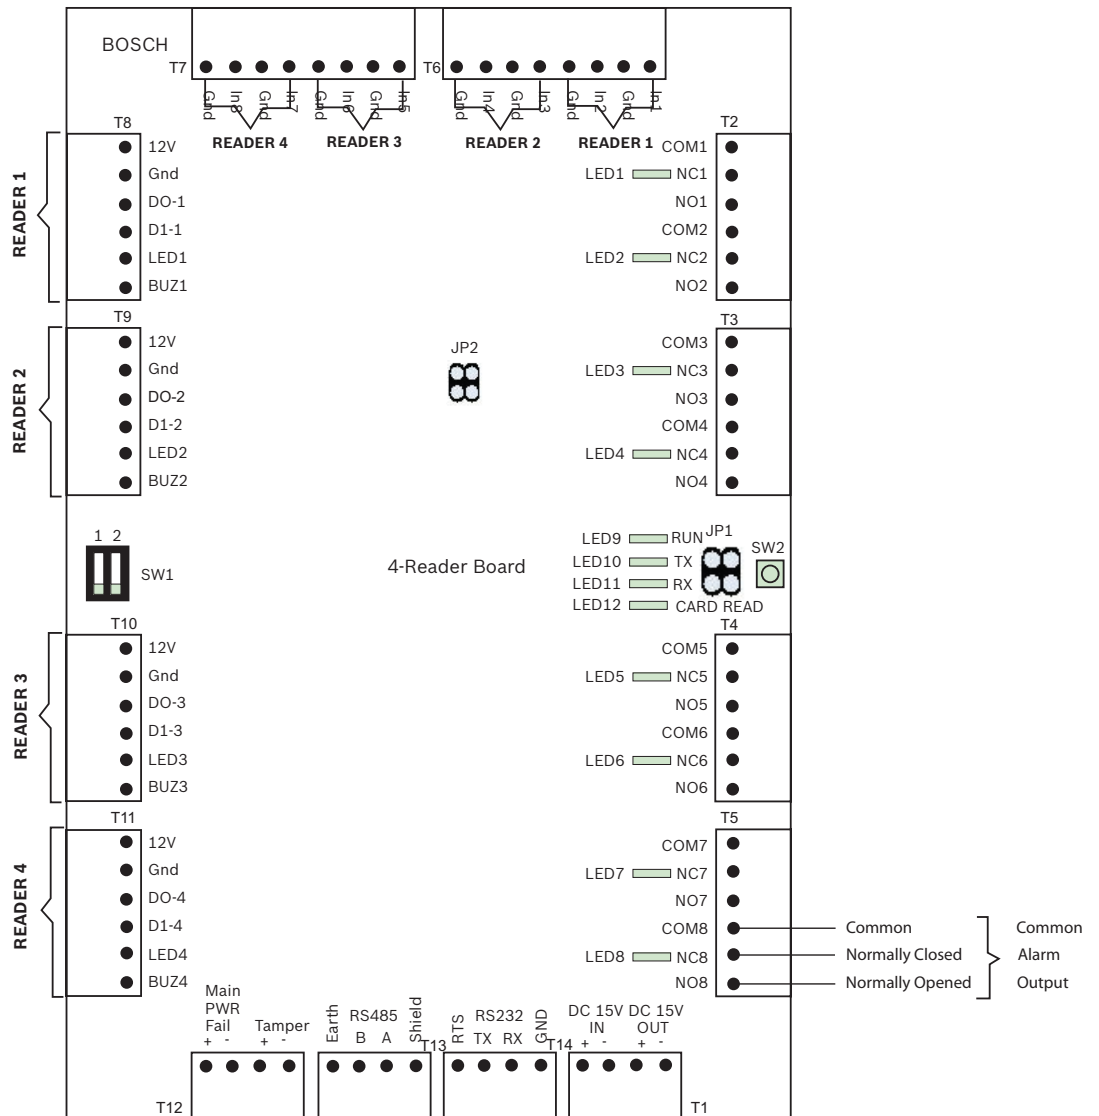 BOSCH
T7
T6
Gnd
In8
Gnd
In7
Gnd
In6
Gnd
In5
Gnd
In4
Gnd
In3
Gnd
In2
Gnd
In1
READER 4
READER 3
READER 2
READER 1
T8
READER 1
12V
Gnd
DO-1
D1-1
LED1
BUZ1
T9
READER 2
12V
Gnd
DO-2
D1-2
LED2
BUZ2
1 2
SW1
T10
READER 3
12V
Gnd
DO-3
D1-3
LED3
BUZ3
T11
READER 4
12V
Gnd
DO-4
D1-4
LED4
BUZ4
JP2
4-Reader Board
T2
COM1
LED1 NC1
NO1
COM2
LED2 NC2
NO2
T3
COM3
LED3 NC3
NO3
COM4
LED4 NC4
NO4
LED9 RUN
LED10 TX
LED11 RX
LED12 CARD READ
JP1
SW2
T4
COM5
LED5 NC5
NO5
COM6
LED6 NC6
NO6
T5
COM7
LED7 NC7
NO7
COM8
LED8 NC8
NO8
Common
Normally Closed
Normally Opened
Common
Alarm
Output
Main
PWR
Fail
+ -
Tamper
+ -
T12
Earth
RS485
B A
Shield
T13
RTS
RS232
TX RX
GND
T14
DC 15V
IN
+ -
DC 15V
OUT
+ -
T1